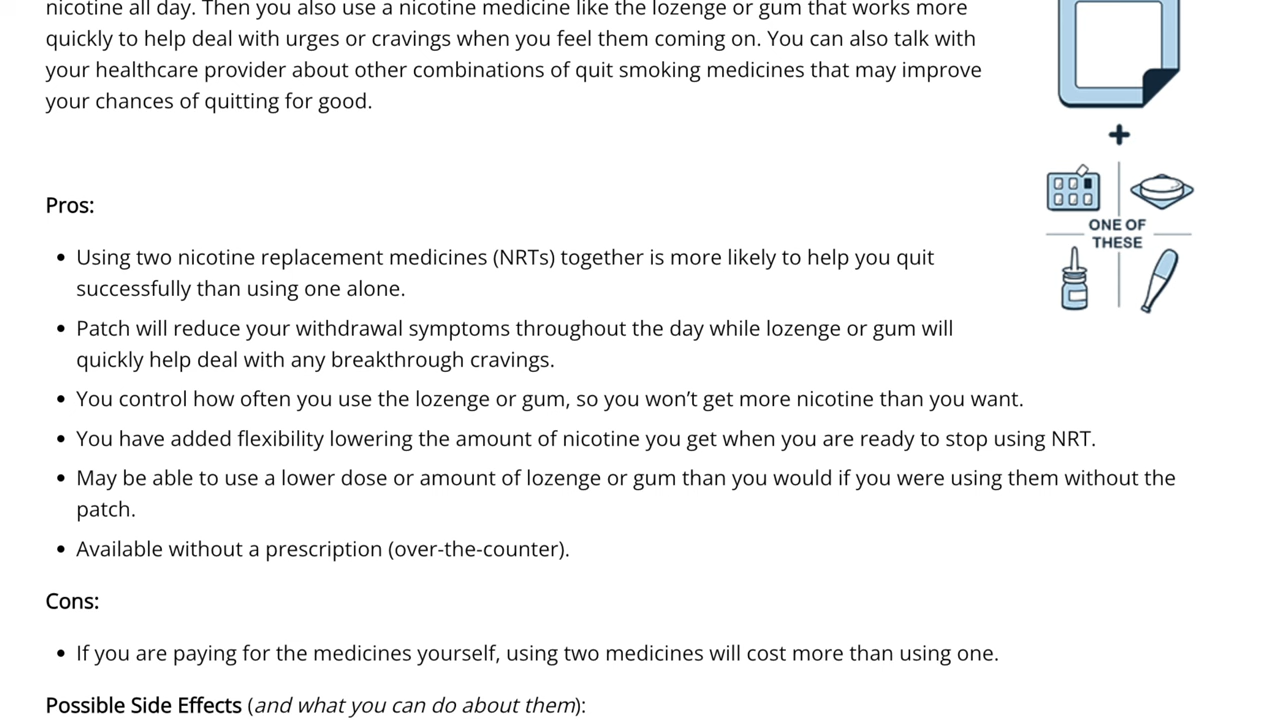 nicotine all day. Then you also use a nicotine medicine like the lozenge or gum that works more
quickly to help deal with urges or cravings when you feel them coming on. You can also talk with
your healthcare provider about other combinations of quit smoking medicines that may improve
your chances of quitting for good.
ONE OF
THESE
Pros:
• Using two nicotine replacement medicines (NRTs) together is more likely to help you quit
successfully than using one alone.
• Patch will reduce your withdrawal symptoms throughout the day while lozenge or gum will
quickly help deal with any breakthrough cravings.
• You control how often you use the lozenge or gum, so you won’t get more nicotine than you want.
• You have added flexibility lowering the amount of nicotine you get when you are ready to stop using NRT.
• May be able to use a lower dose or amount of lozenge or gum than you would if you were using them without the
patch.
• Available without a prescription (over-the-counter).
Cons:
• If you are paying for the medicines yourself, using two medicines will cost more than using one.
Possible Side Effects (and what you can do about them):